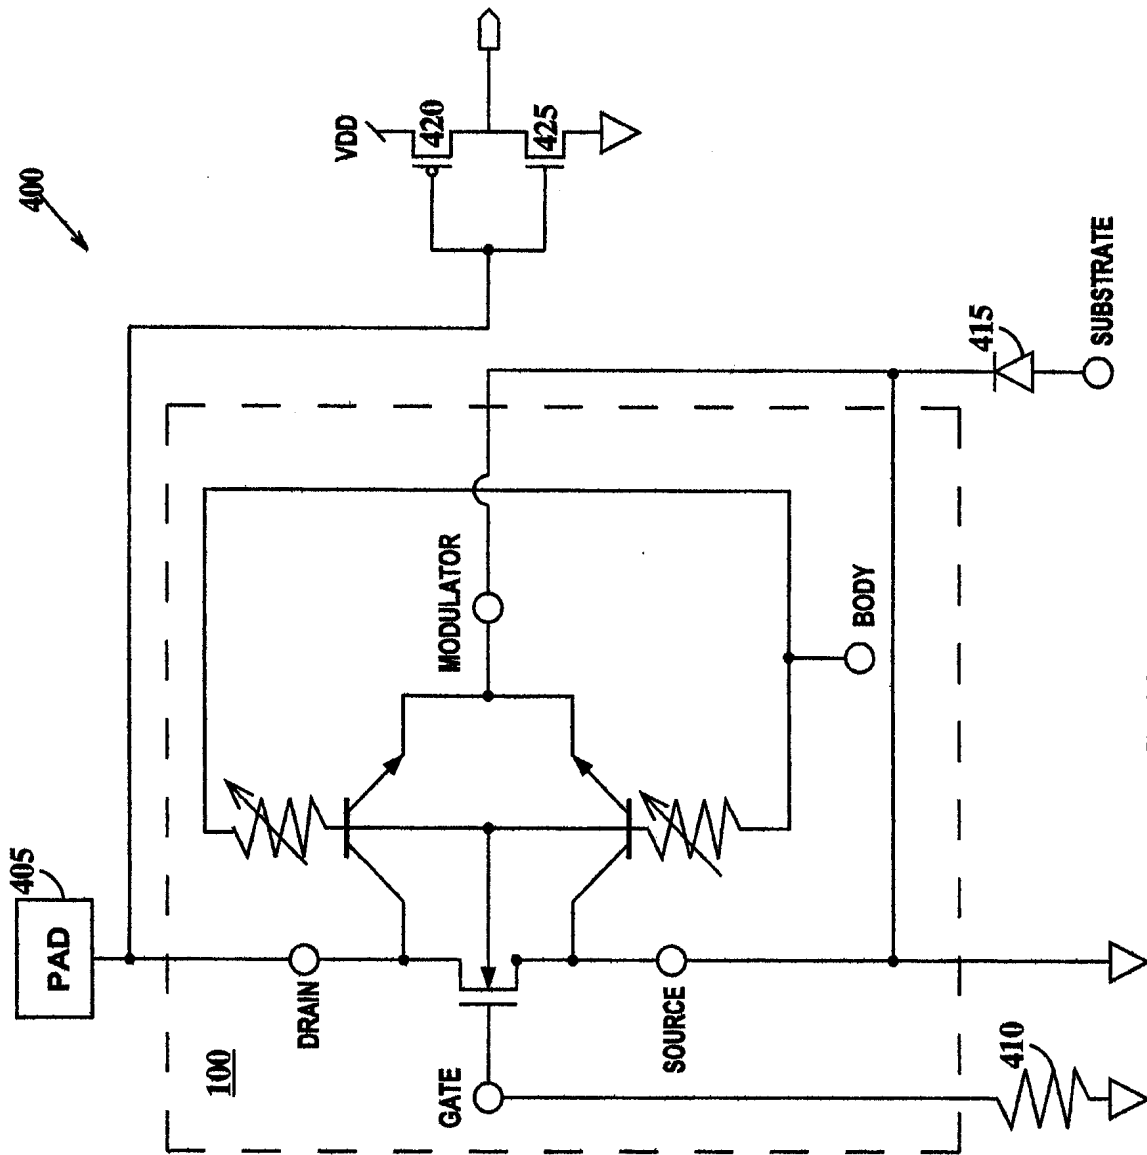 400
VDD
420
425
PAD
405
100
DRAIN
GATE
SOURCE
MODULATOR
BODY
410
415
SUBSTRATE